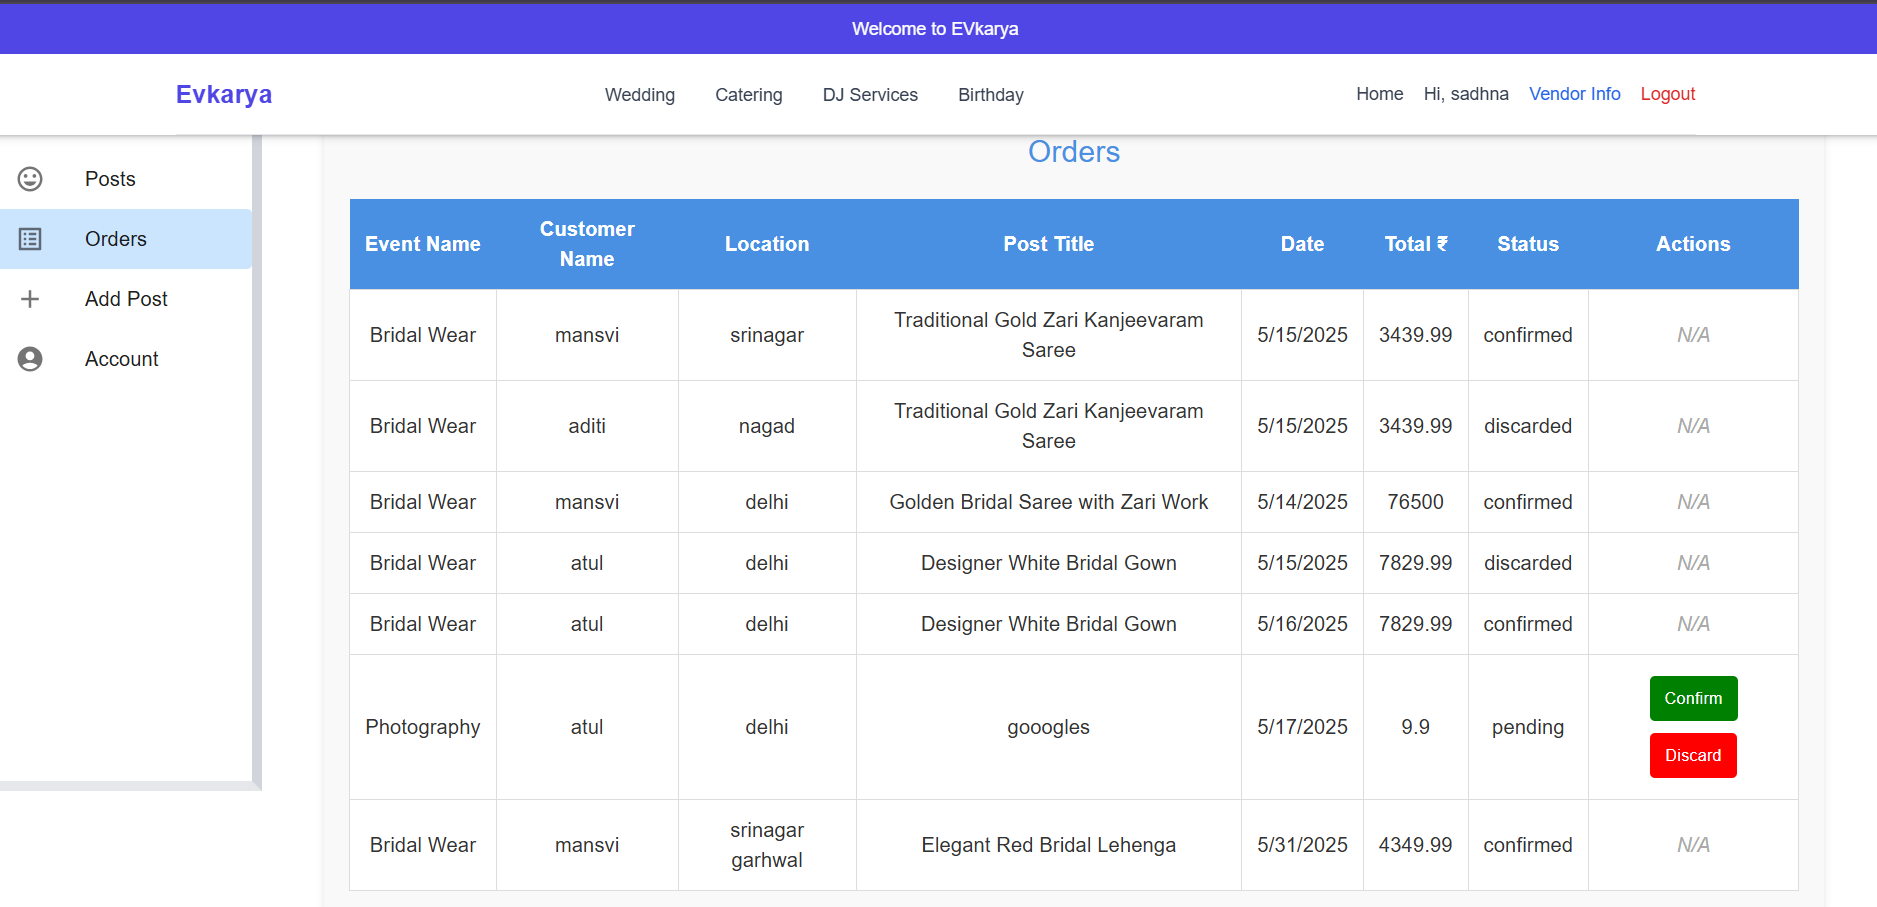 Welcome to EVkarya
Evkarya
Wedding Catering DJ Services Birthday
Home Hi, sadhna Vendor Info Logout
Posts
Orders
Add Post
Account
Orders
Event Name Customer Name Location Post Title Date Total ₹ Status Actions
Bridal Wear mansvi srinagar Traditional Gold Zari Kanjeevaram Saree 5/15/2025 3439.99 confirmed N/A
Bridal Wear aditi nagad Traditional Gold Zari Kanjeevaram Saree 5/15/2025 3439.99 discarded N/A
Bridal Wear mansvi delhi Golden Bridal Saree with Zari Work 5/14/2025 76500 confirmed N/A
Bridal Wear atul delhi Designer White Bridal Gown 5/15/2025 7829.99 discarded N/A
Bridal Wear atul delhi Designer White Bridal Gown 5/16/2025 7829.99 confirmed N/A
Photography atul delhi gooogles 5/17/2025 9.9 pending Confirm Discard
Bridal Wear mansvi srinagar garhwal Elegant Red Bridal Lehenga 5/31/2025 4349.99 confirmed N/A